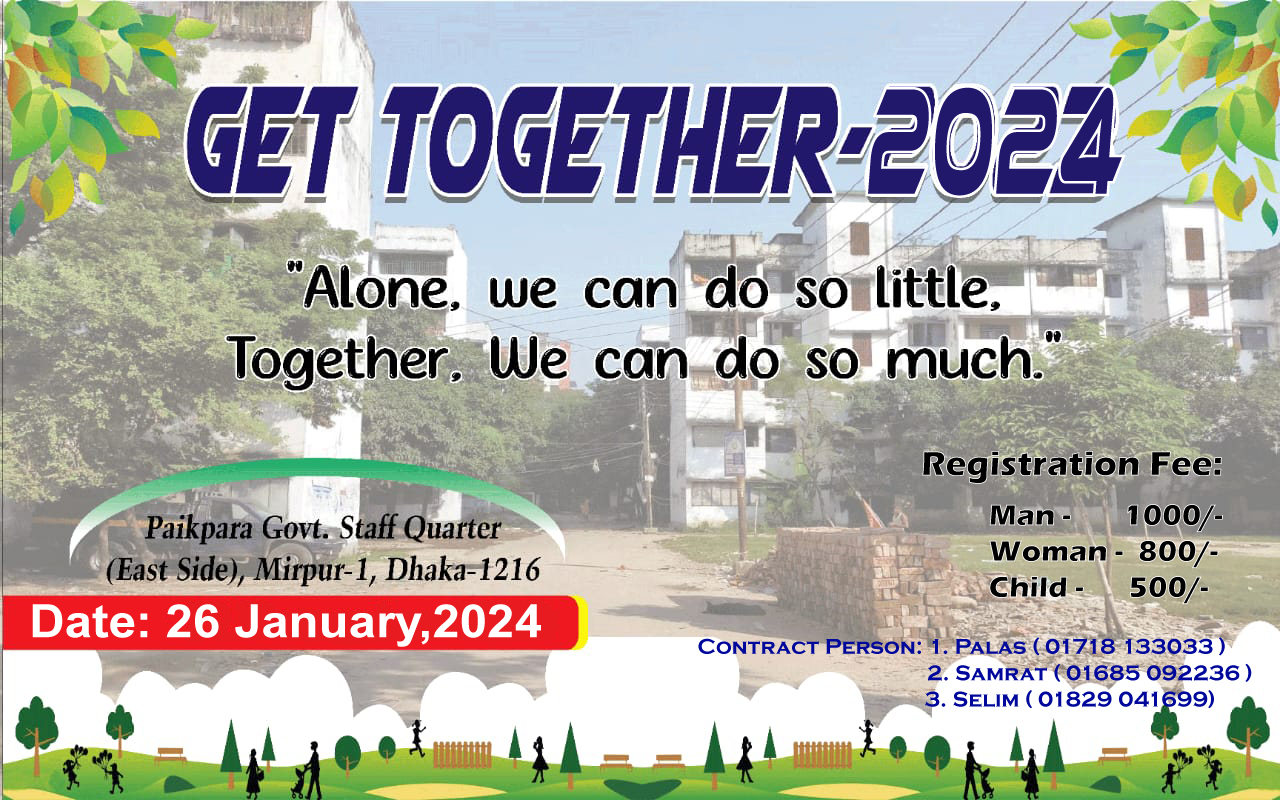 GET TOGETHER-2024
"Alone, we can do so little,
Together, We can do so much."
Paikpara Govt. Staff Quarter
(East Side), Mirpur-1, Dhaka-1216
Date: 26 January,2024
Registration Fee:
Man - 1000/-
Woman - 800/-
Child - 500/-
Contract Person: 1. Palas ( 01718 133033 )
2. Samrat ( 01685 092236 )
3. Selim ( 01829 041699)